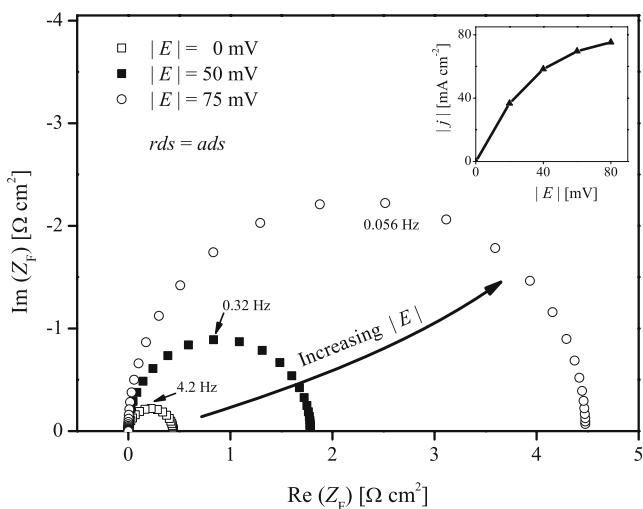 -4
-3
-2
-1
0
Im (Z_F) [Ω cm²]
|E| = 0 mV
|E| = 50 mV
|E| = 75 mV
rds = ads
0.056 Hz
0.32 Hz
4.2 Hz
Increasing |E|
80
40
0
|j| [mA cm⁻²]
0 40 80
|E| [mV]
0 1 2 3 4 5
Re (Z_F) [Ω cm²]